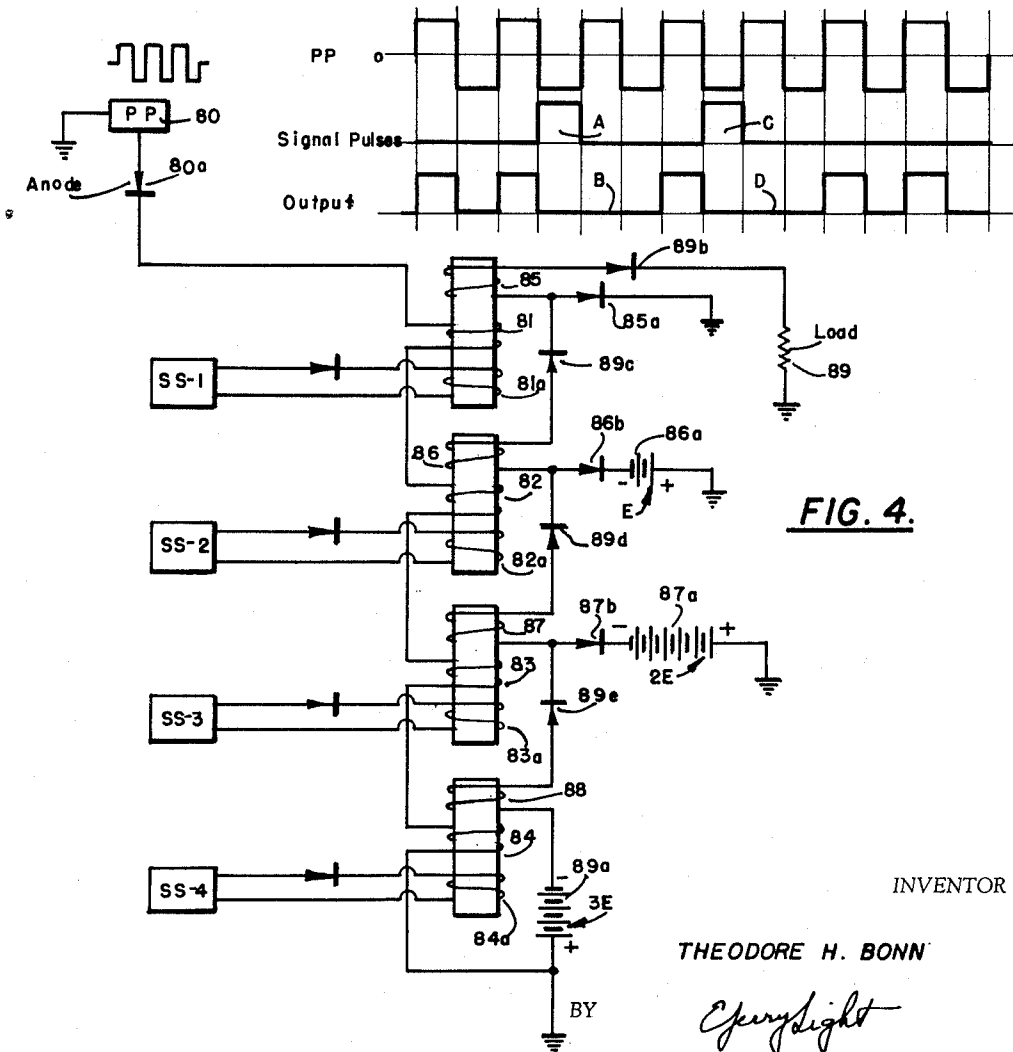 PP o
P P 80
A C
Signal Pulses
80a
Anode
B D
Output
89b
85
85a
81
Load
89
89c
SS-1
81a
86b 86a
86
- +
E
82
FIG. 4.
89d
SS-2
82a
87a
87b - +
87
2E
83
89e
SS-3
83a
88
84
89a
-
3E
SS-4
+
84a
INVENTOR
THEODORE H. BONN
BY